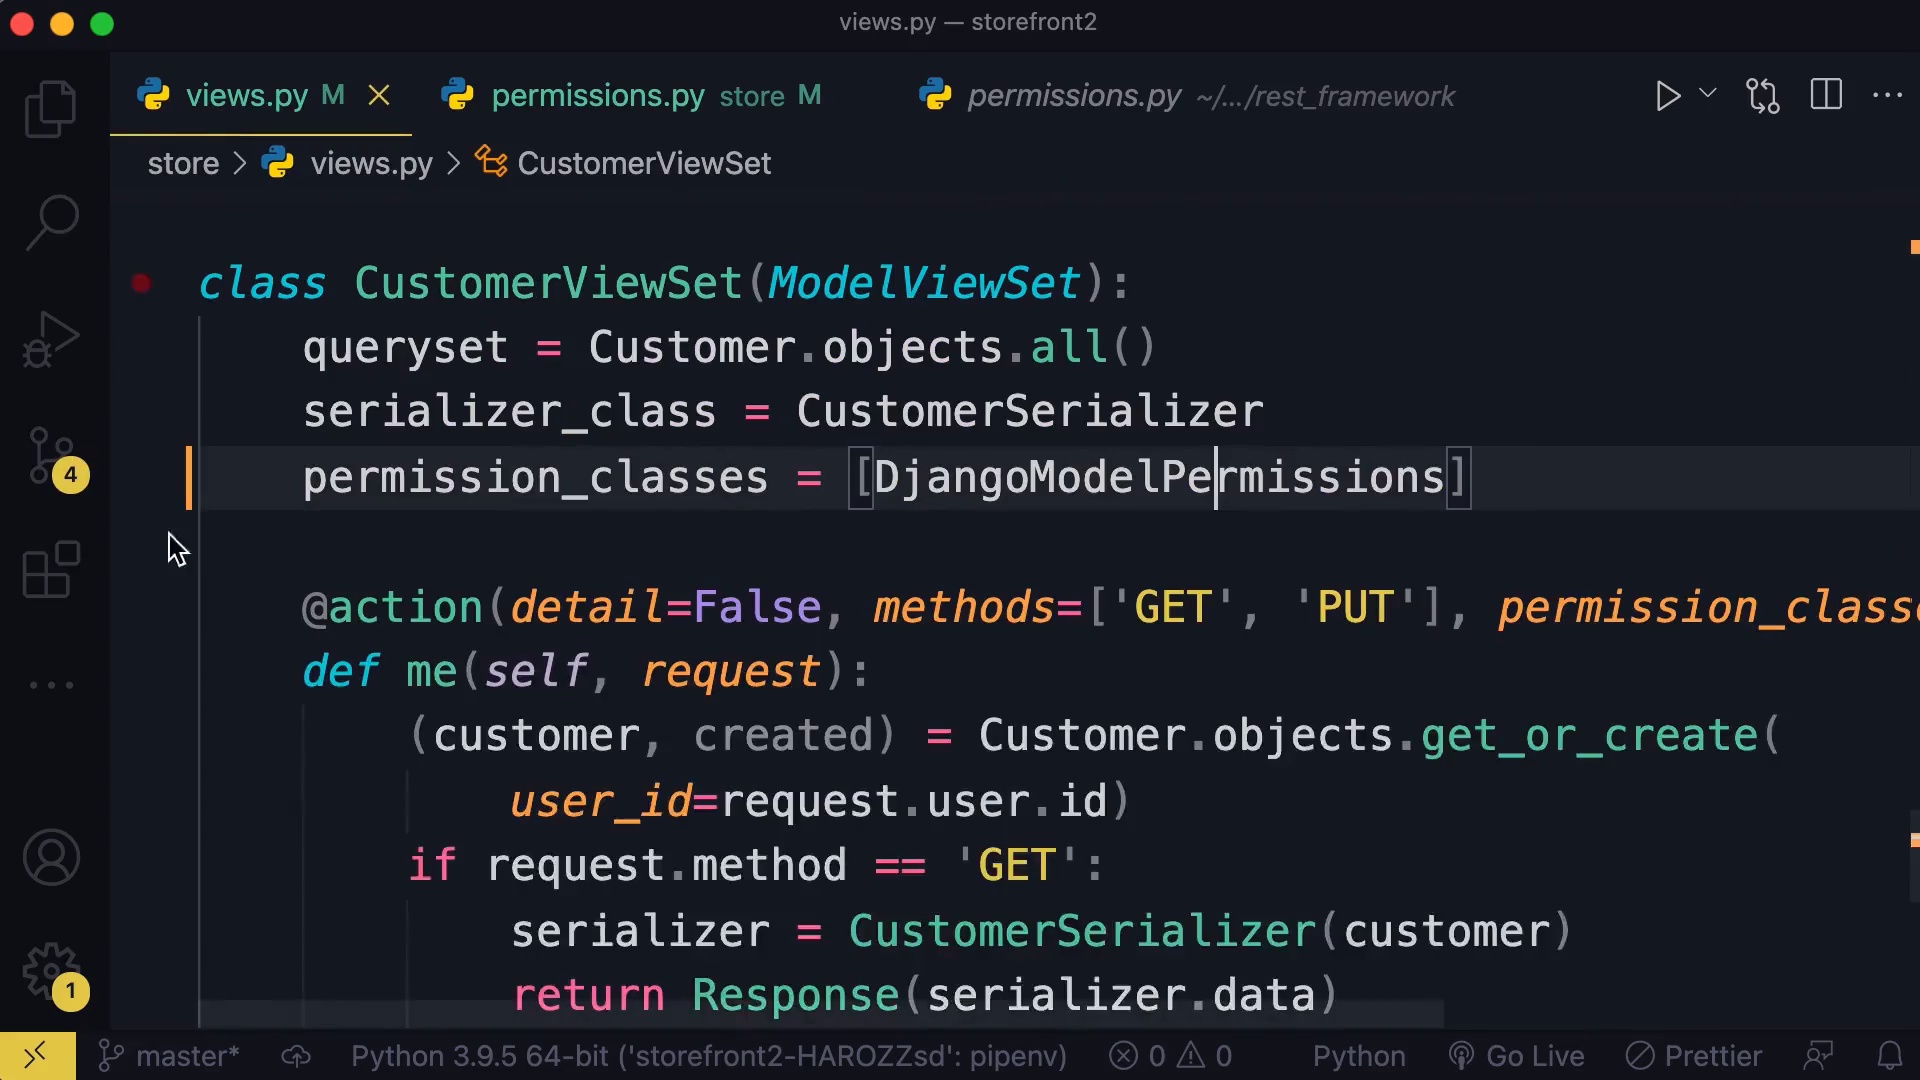 views.py — storefront2
views.py M permissions.py store M permissions.py ~/.../rest_framework
store > views.py > CustomerViewSet
class CustomerViewSet(ModelViewSet):
queryset = Customer.objects.all()
serializer_class = CustomerSerializer
permission_classes = [DjangoModelPermissions]
@action(detail=False, methods=['GET', 'PUT'], permission_classe
def me(self, request):
(customer, created) = Customer.objects.get_or_create(
user_id=request.user.id)
if request.method == 'GET':
serializer = CustomerSerializer(customer)
return Response(serializer.data)
4
1
master* Python 3.9.5 64-bit ('storefront2-HAROZZsd': pipenv) 0 0 Python Go Live Prettier